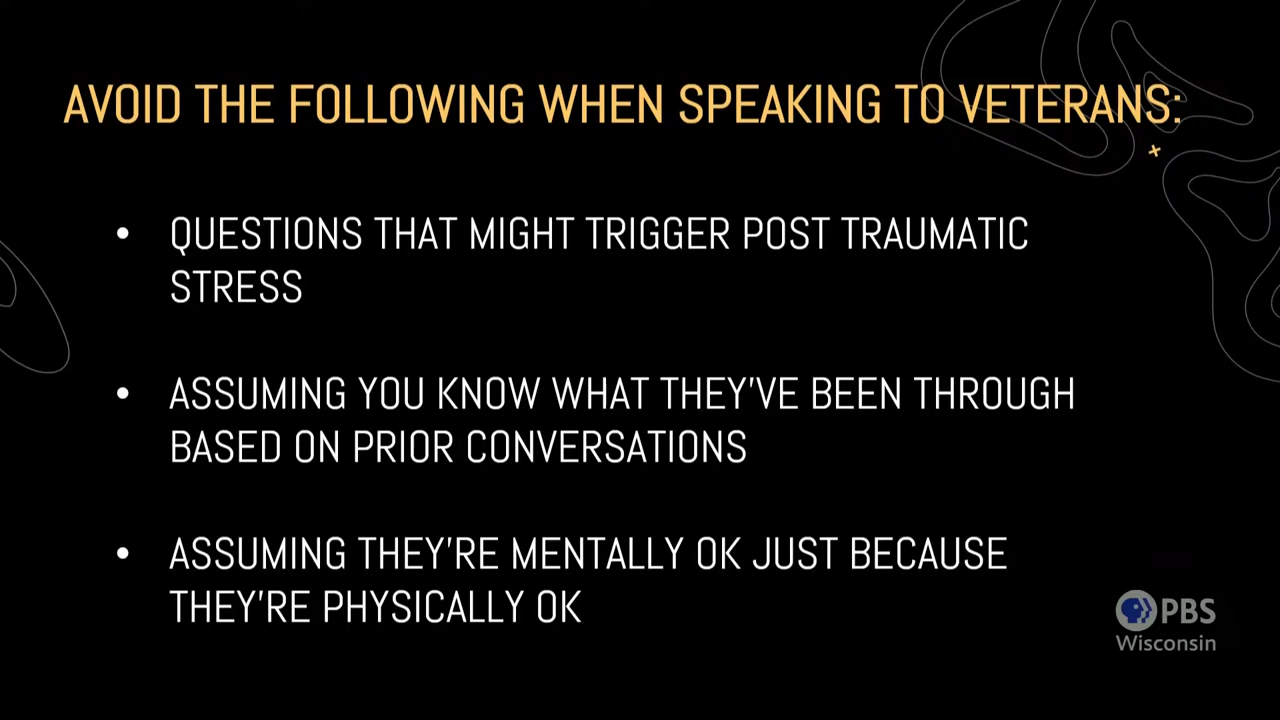 AVOID THE FOLLOWING WHEN SPEAKING TO VETERANS:
• QUESTIONS THAT MIGHT TRIGGER POST TRAUMATIC
STRESS
• ASSUMING YOU KNOW WHAT THEY'VE BEEN THROUGH
BASED ON PRIOR CONVERSATIONS
• ASSUMING THEY'RE MENTALLY OK JUST BECAUSE
THEY'RE PHYSICALLY OK
PBS
Wisconsin